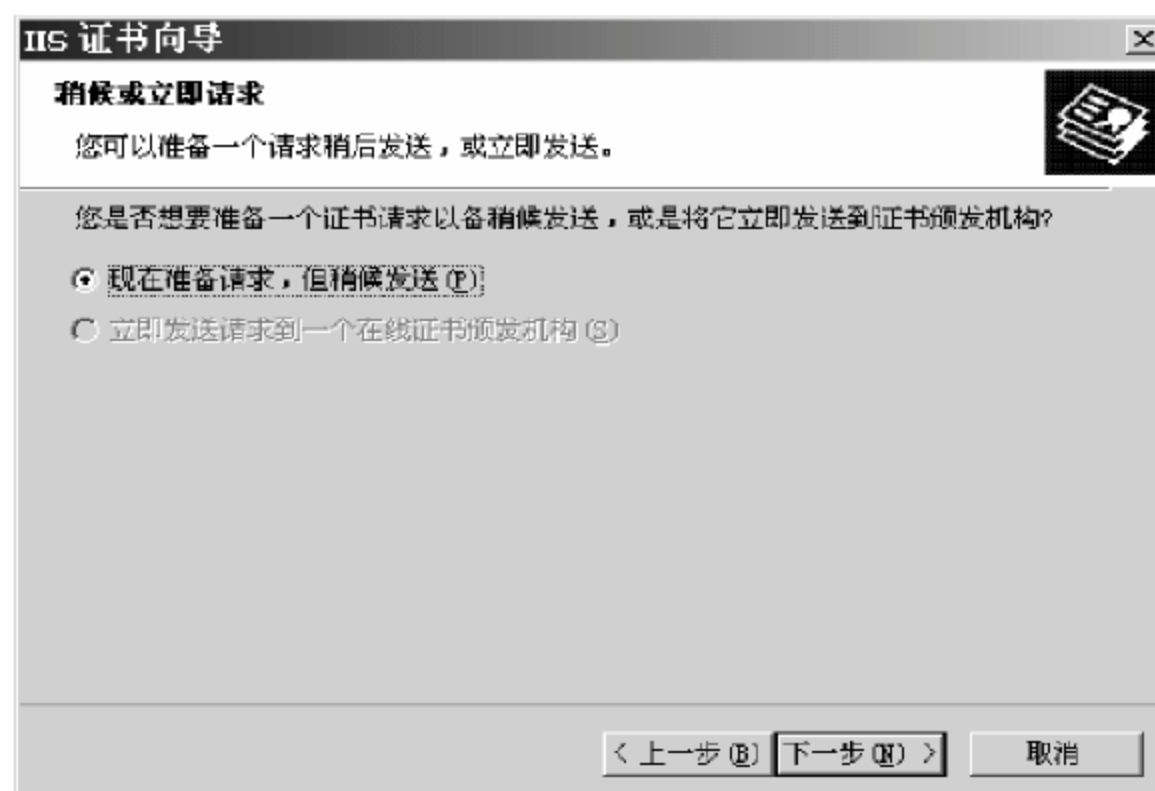 IIS 证书向导
稍候或立即请求
您可以准备一个请求稍后发送，或立即发送。
您是否想要准备一个证书请求以备稍候发送，或是将它立即发送到证书颁发机构?
现在准备请求，但稍候发送(P)
立即发送请求到一个在线证书颁发机构(S)
< 上一步(B) 下一步(N) > 取消